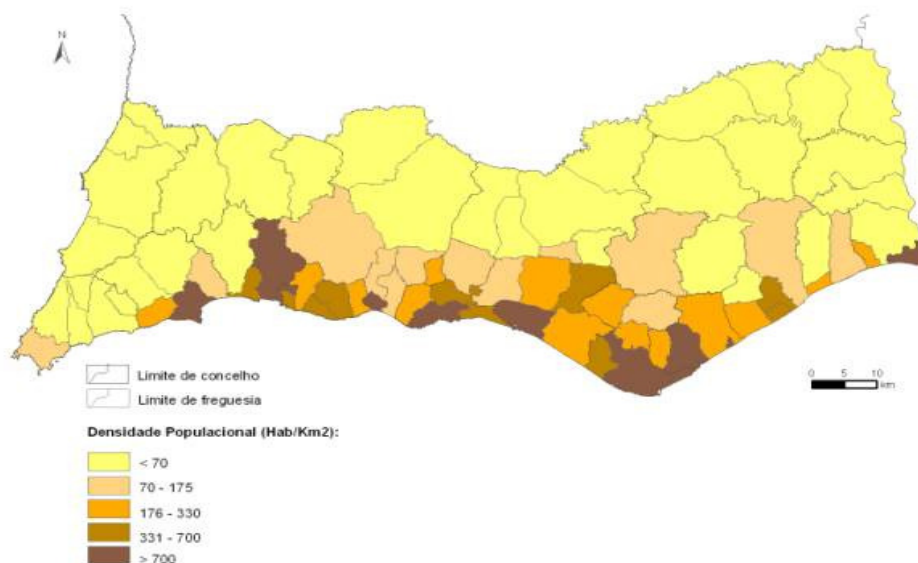 N
0 5 10
km
Limite de concelho
Limite de freguesia
Densidade Populacional (Hab/Km2):
< 70
70 - 175
176 - 330
331 - 700
> 700